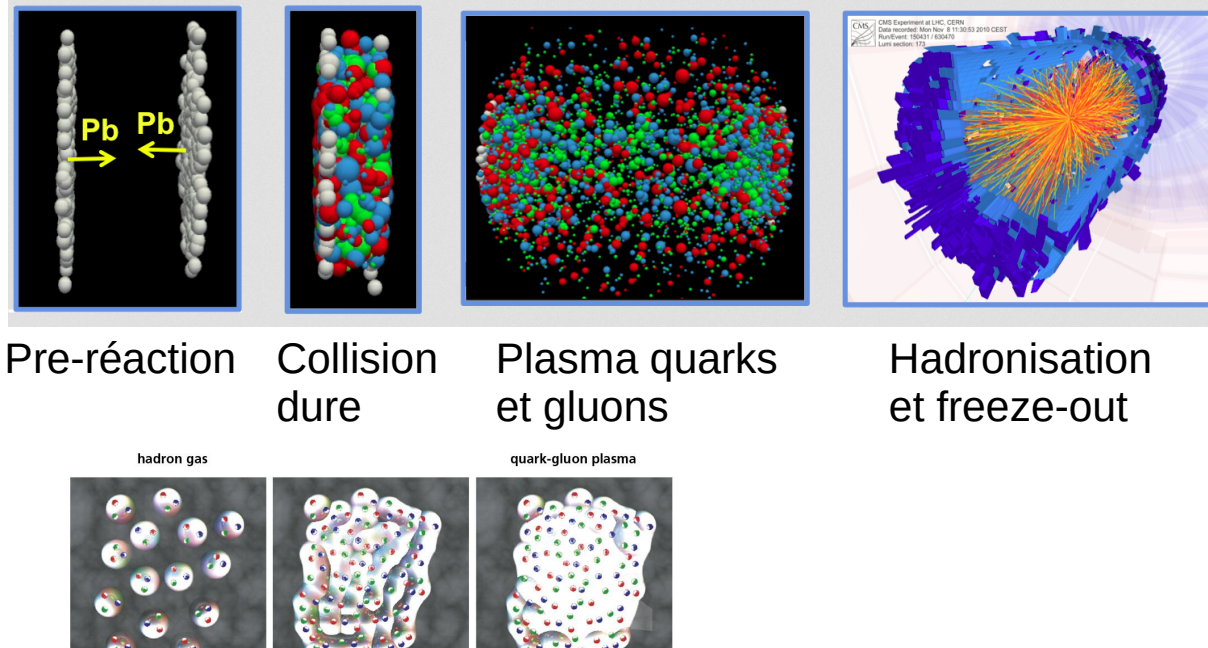 CMS
CMS Experiment at LHC, CERN
Data recorded: Mon Nov 8 11:30:53 2010 CEST
Run/Event: 150431 / 630470
Lumi section: 173
Pb Pb
Pre-réaction
Collision
dure
Plasma quarks
et gluons
Hadronisation
et freeze-out
hadron gas
quark-gluon plasma